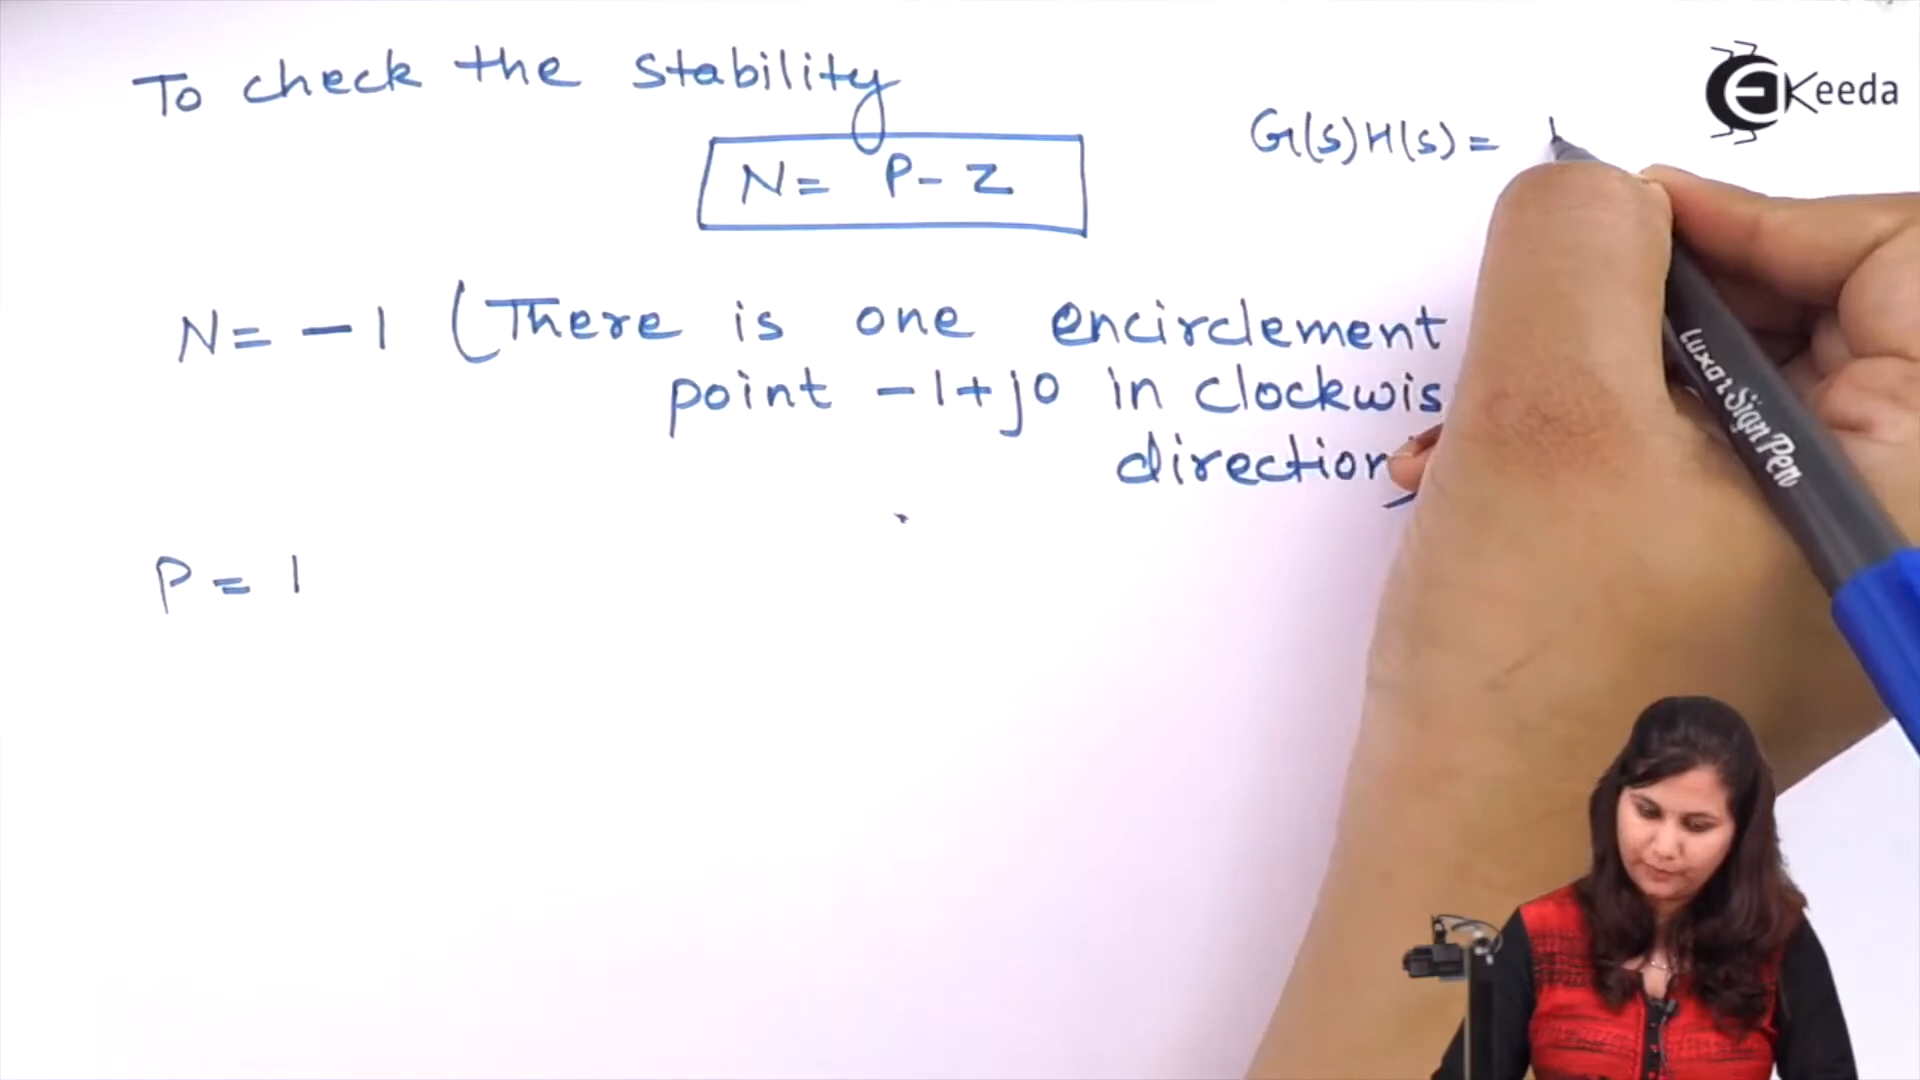 To check the stability
N = P - Z
G(s)H(s) =
EKeeda
N = -1 (There is one encirclement
point -1+j0 in clockwis
direction
P = 1
Luxor Sign Pen